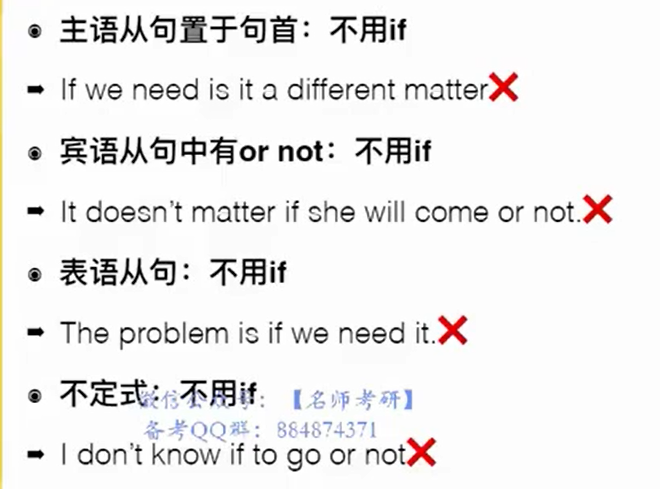 主语从句置于句首：不用if
If we need is it a different matter❌
宾语从句中有or not：不用if
It doesn't matter if she will come or not.❌
表语从句：不用if
The problem is if we need it.❌
不定式：不用if
微信公众号：【名师考研】
备考QQ群：884874371
I don't know if to go or not❌